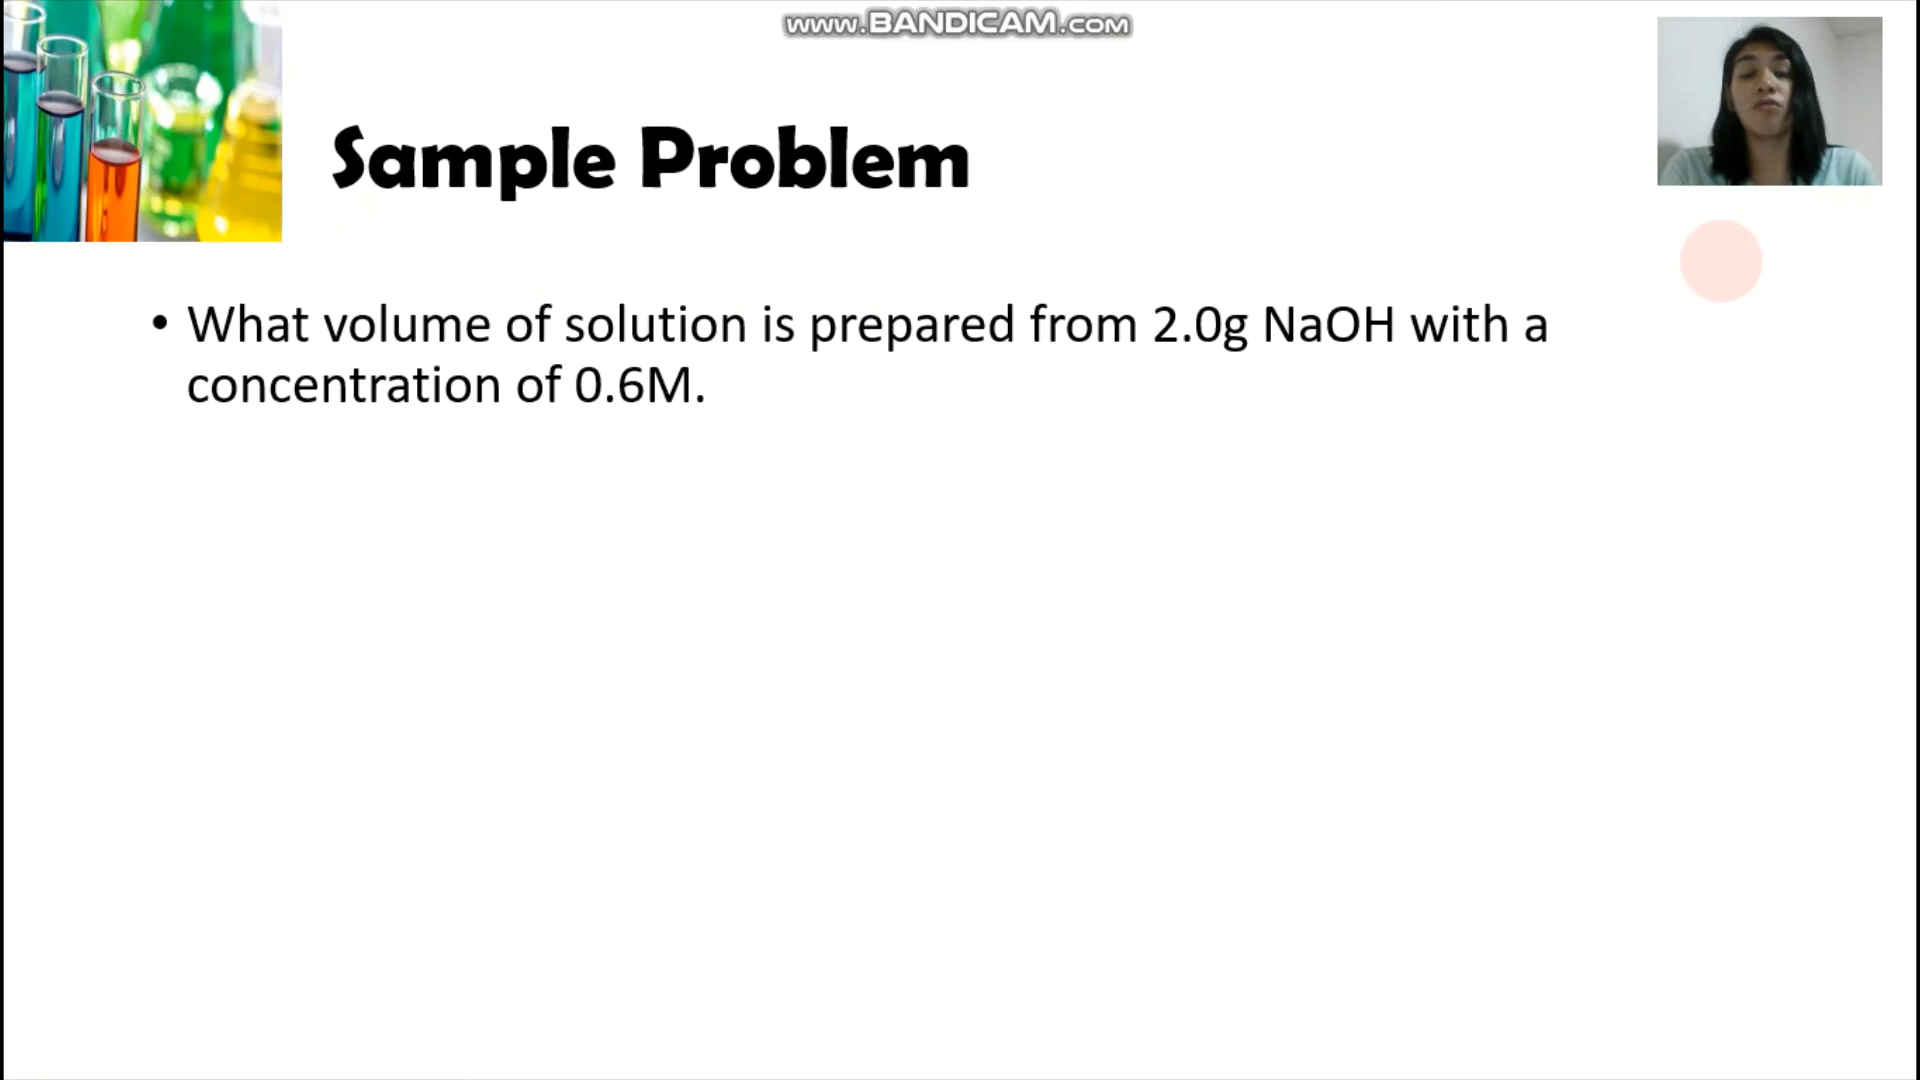 www.BANDICAM.com
Sample Problem
• What volume of solution is prepared from 2.0g NaOH with a
concentration of 0.6M.